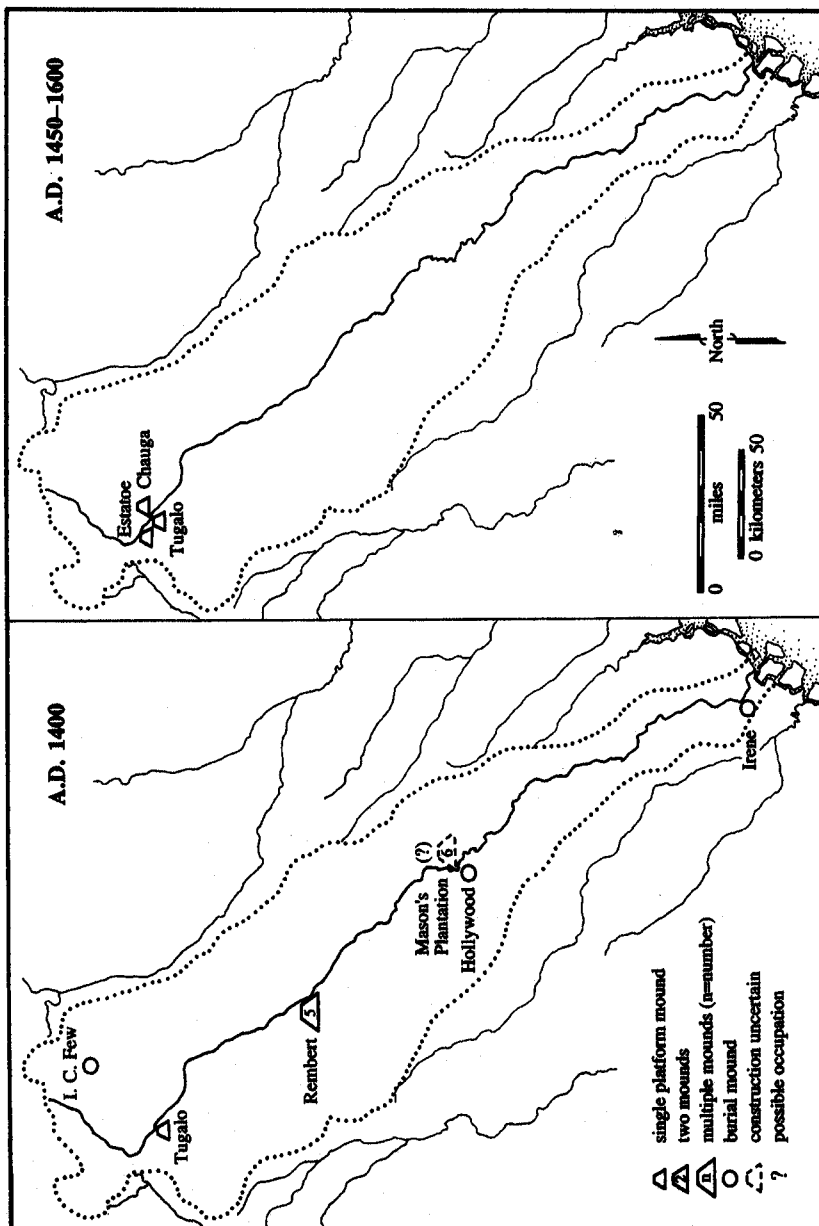 A.D. 1400
I. C. Few
Tugalo
Rembert
5
Mason's (?)
Plantation
6
Hollywood
Irene
single platform mound
2
two mounds
n
multiple mounds (n=number)
burial mound
construction uncertain
?
possible occupation
A.D. 1450–1600
Estatoe
Chauga
Tugalo
0 miles 50
0 kilometers 50
North